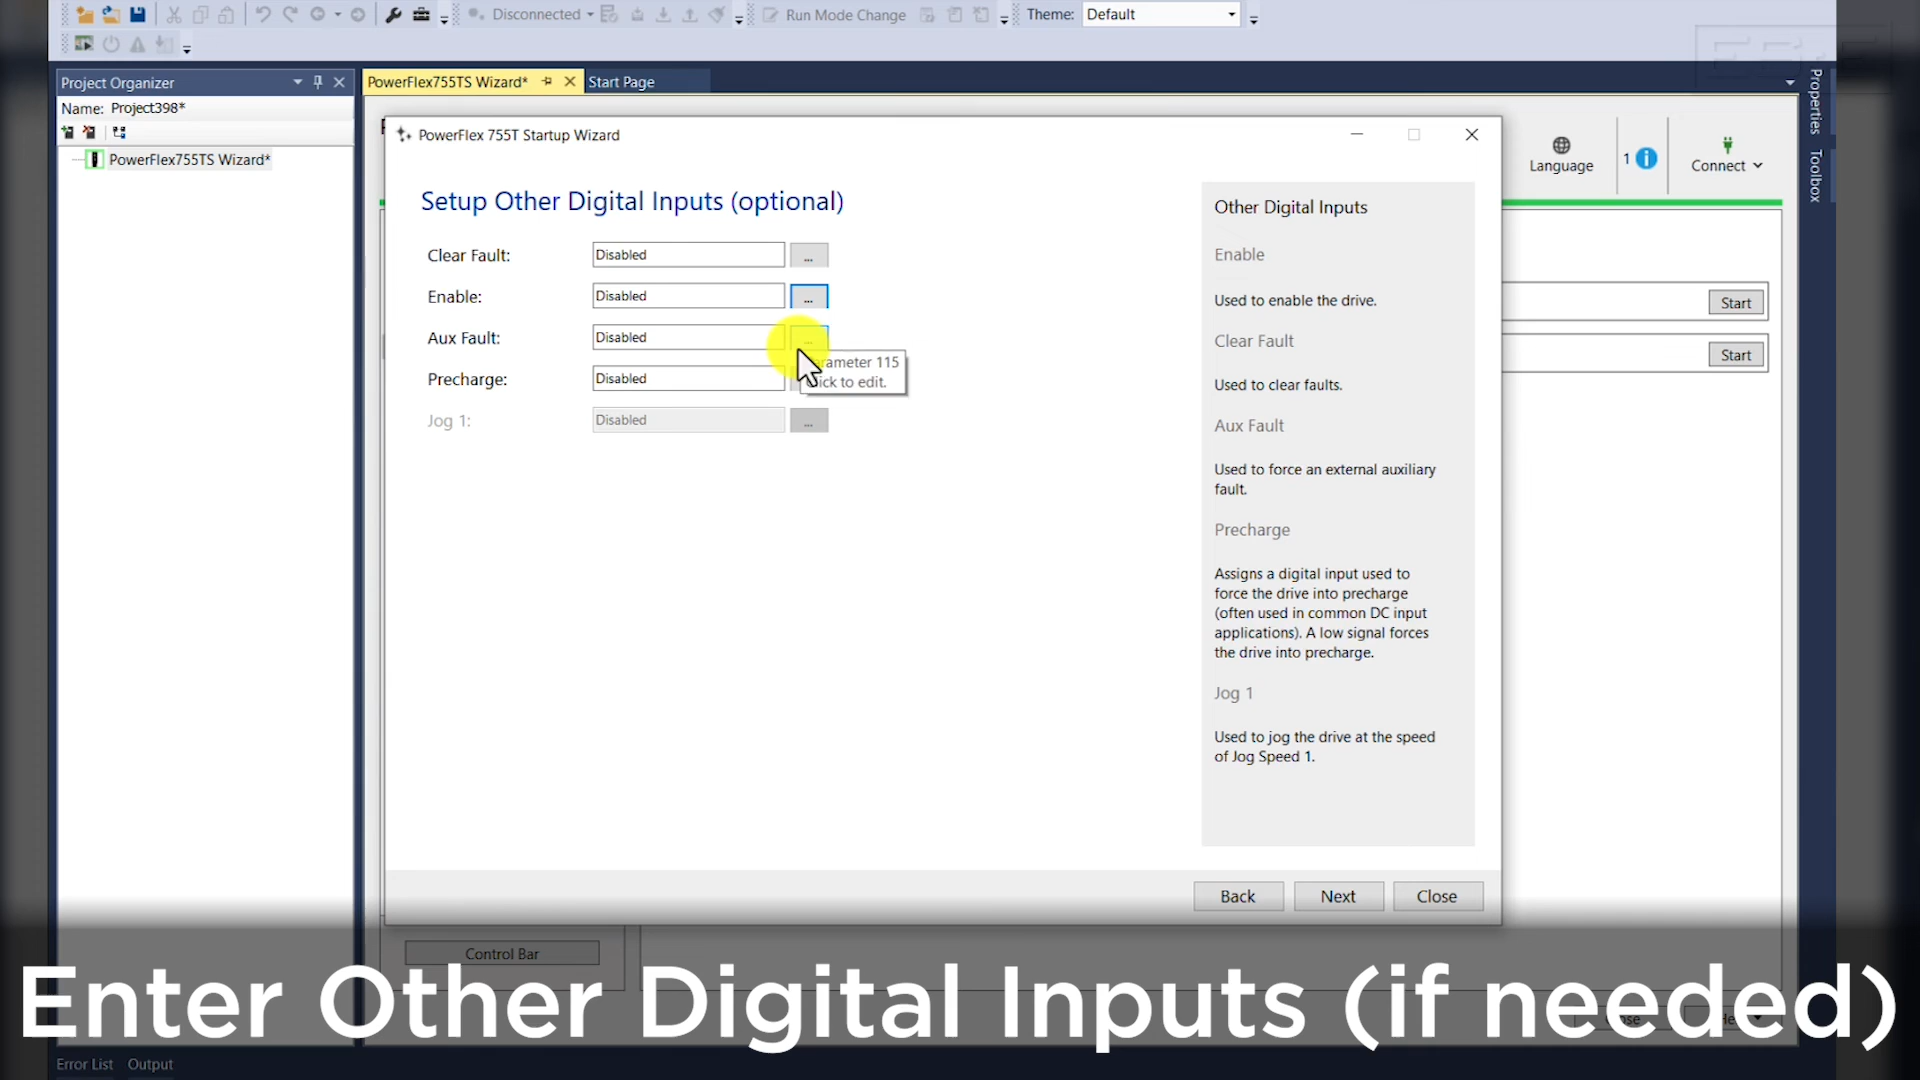 Disconnected
Run Mode Change
Theme: Default
Project Organizer
Name: Project398*
PowerFlex755TS Wizard*
PowerFlex755TS Wizard*
Start Page
Properties
Toolbox
Language
1
Connect
Start
Start
PowerFlex 755T Startup Wizard
Setup Other Digital Inputs (optional)
Clear Fault: Disabled ...
Enable: Disabled ...
Aux Fault: Disabled ...
Precharge: Disabled
Jog 1: Disabled ...
115
to edit.
Other Digital Inputs
Enable
Used to enable the drive.
Clear Fault
Used to clear faults.
Aux Fault
Used to force an external auxiliary
fault.
Precharge
Assigns a digital input used to
force the drive into precharge
(often used in common DC input
applications). A low signal forces
the drive into precharge.
Jog 1
Used to jog the drive at the speed
of Jog Speed 1.
Back
Next
Close
Control Bar
Enter Other Digital Inputs (if needed)
Error List
Output